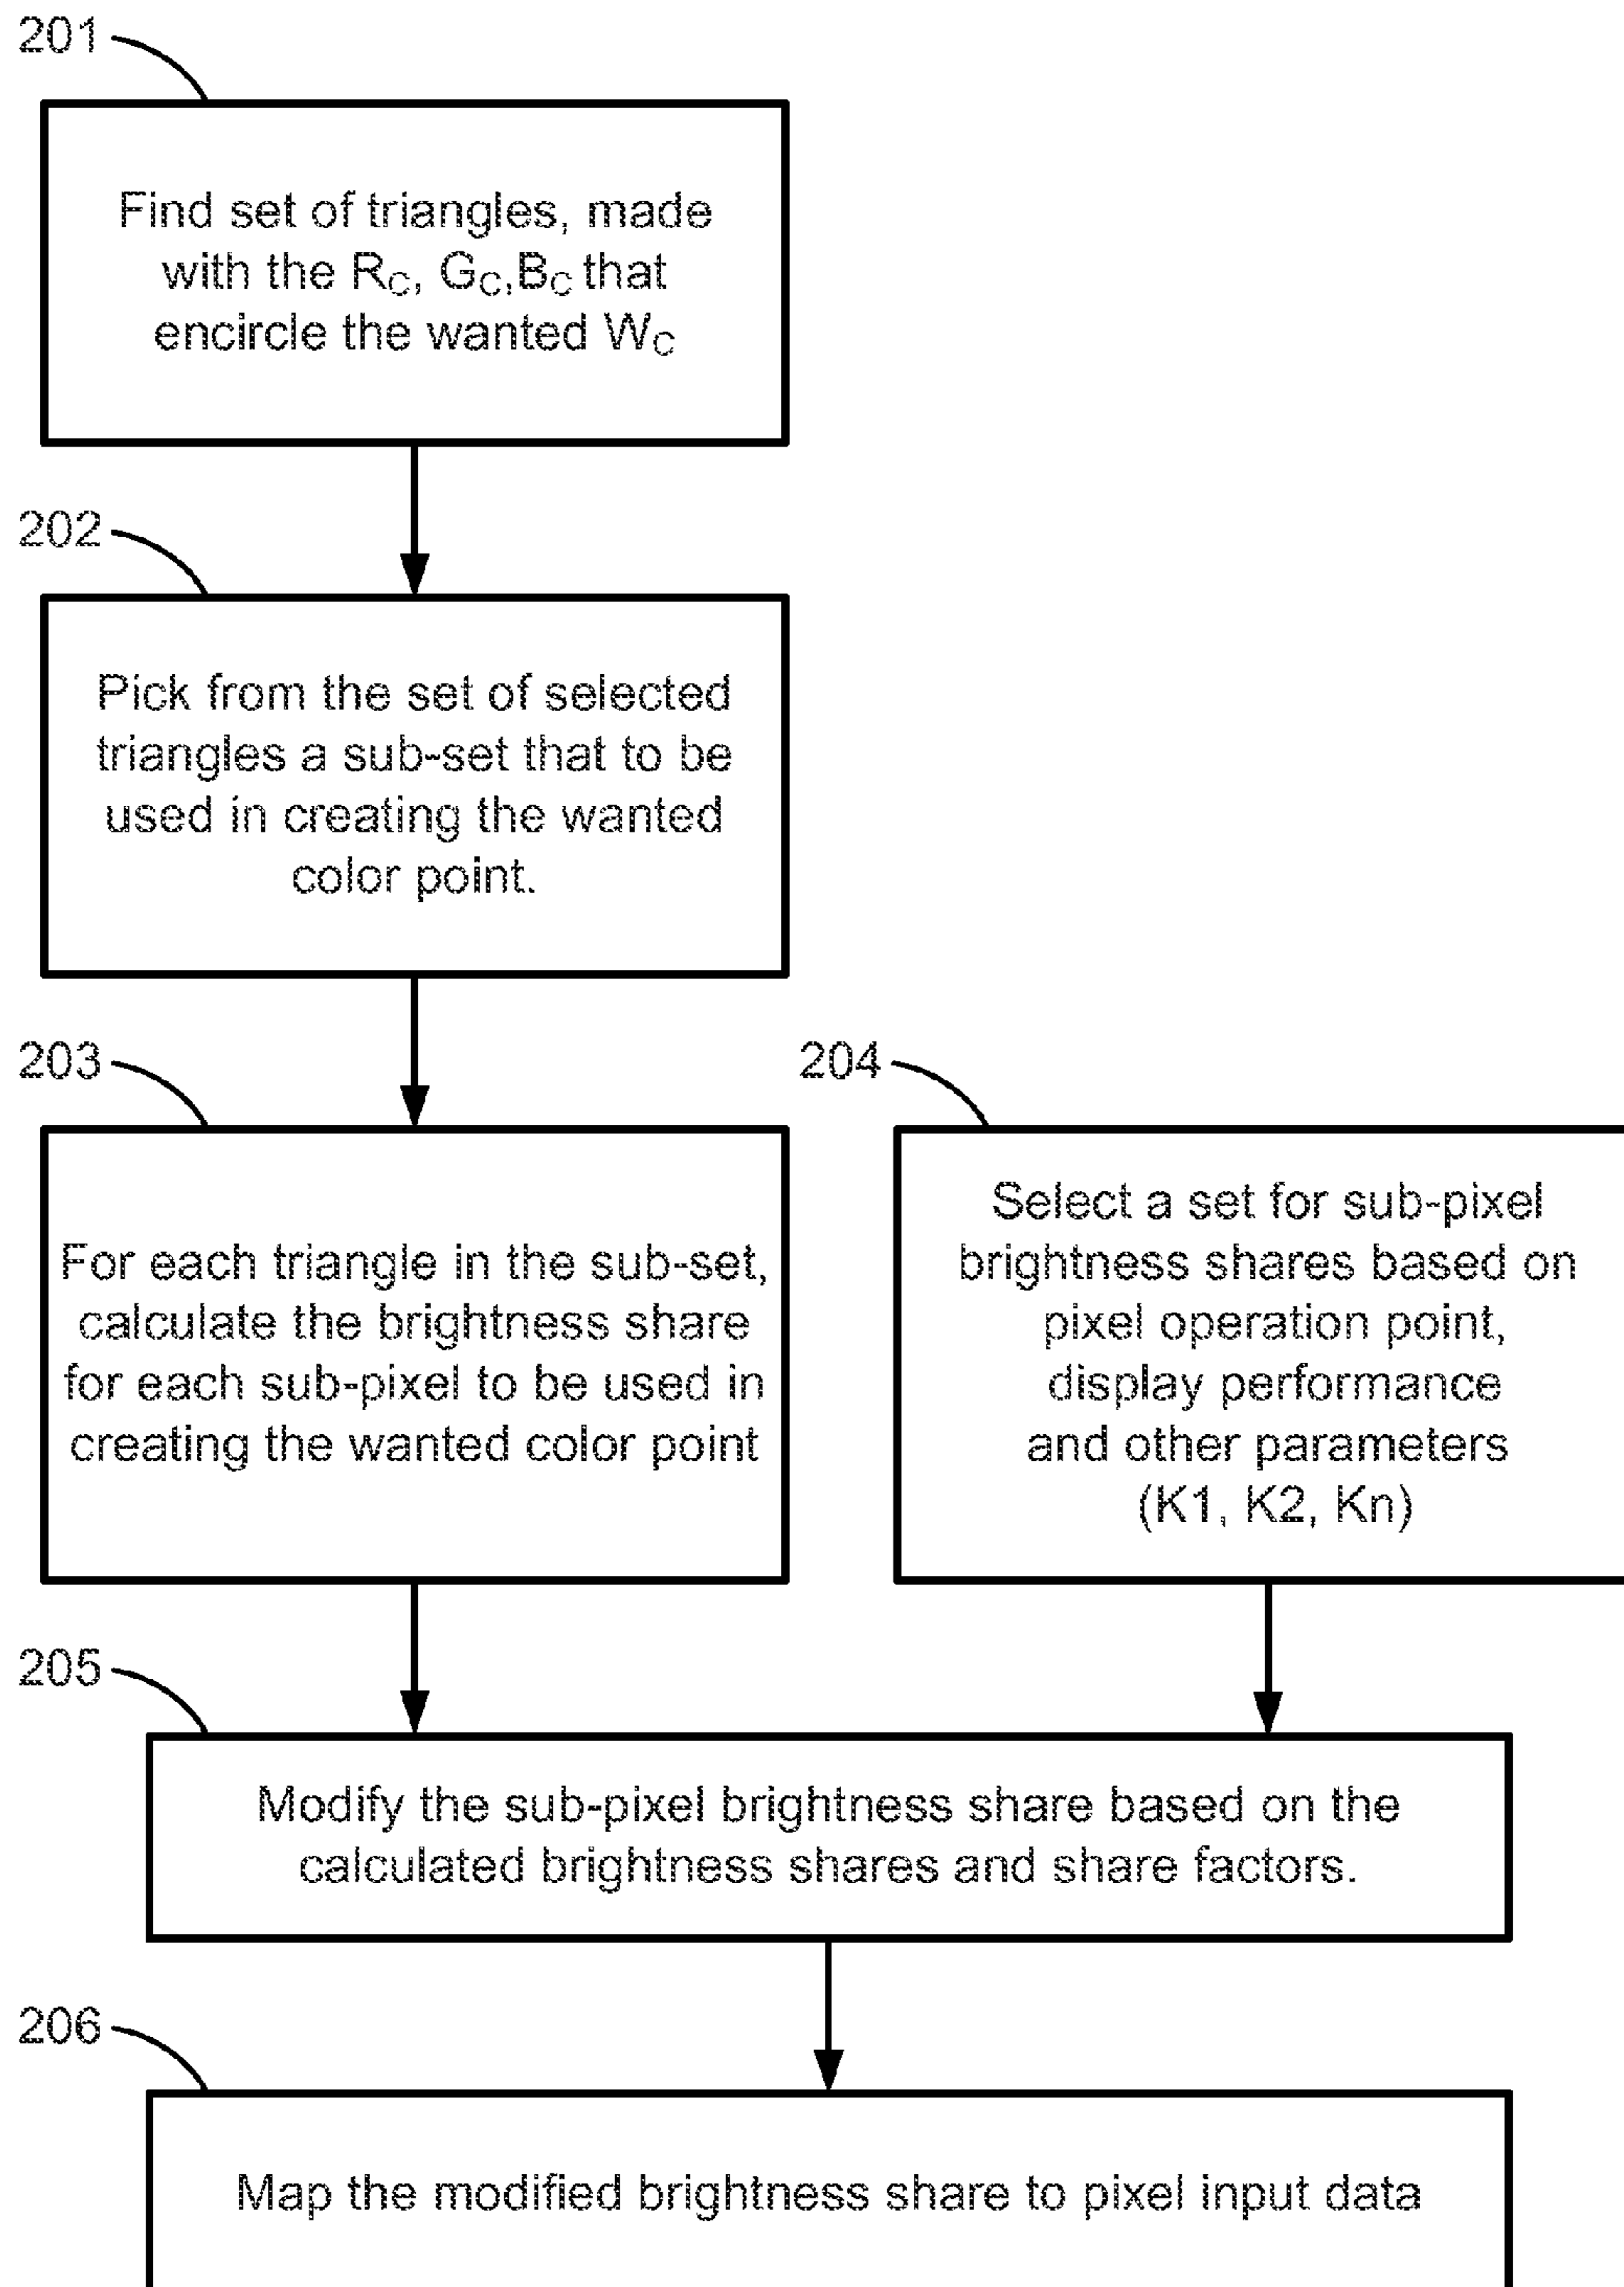 201
Find set of triangles, made
with the RC, GC,BC that
encircle the wanted WC
202
Pick from the set of selected
triangles a sub-set that to be
used in creating the wanted
color point.
203
For each triangle in the sub-set,
calculate the brightness share
for each sub-pixel to be used in
creating the wanted color point
204
Select a set for sub-pixel
brightness shares based on
pixel operation point,
display performance
and other parameters
(K1, K2, Kn)
205
Modify the sub-pixel brightness share based on the
calculated brightness shares and share factors.
206
Map the modified brightness share to pixel input data